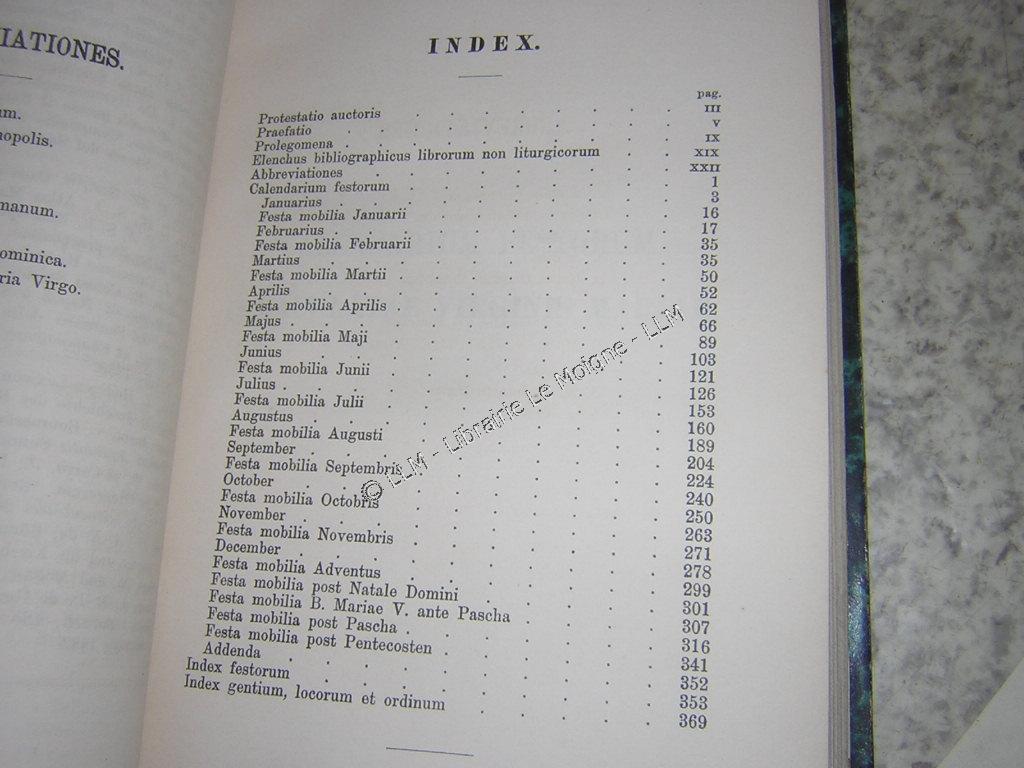 IATIONES.
um.
nopolis.
manum.
ominica.
ria Virgo.
INDEX.
pag.
Protestatio auctoris . . . . . . . III
Praefatio . . . . . . . . V
Prolegomena . . . . . . . . IX
Elenchus bibliographicus librorum non liturgicorum . . XIX
Abbreviationes . . . . . . . . XXII
Calendarium festorum . . . . . . . 1
Januarius . . . . . . . . 3
Festa mobilia Januarii . . . . . . 16
Februarius . . . . . . . . 17
Festa mobilia Februarii . . . . . . 35
Martius . . . . . . . . 35
Festa mobilia Martii . . . . . . . 50
Aprilis . . . . . . . . 52
Festa mobilia Aprilis . . . . . . . 62
Majus . . . . . . . . . 66
Festa mobilia Maji . . . . . . . 89
Junius . . . . . . . . 103
Festa mobilia Junii . . . . . . . 121
Julius . . . . . . . . . 126
Festa mobilia Julii . . . . . . . 153
Augustus . . . . . . . . 160
Festa mobilia Augusti . . . . . . 189
September . . . . . . . . 204
Festa mobilia Septembris . . . . . . 224
October . . . . . . . . 240
Festa mobilia Octobris . . . . . . 250
November . . . . . . . . 263
Festa mobilia Novembris . . . . . . 271
December . . . . . . . . 278
Festa mobilia Adventus . . . . . . 299
Festa mobilia post Natale Domini . . . . . 301
Festa mobilia B. Mariae V. ante Pascha . . . . 307
Festa mobilia post Pascha . . . . . . 316
Festa mobilia post Pentecosten . . . . . 341
Addenda . . . . . . . . 352
Index festorum . . . . . . . . 353
Index gentium, locorum et ordinum . . . . . 369
© LLM - Librairie Le Moigne - LLM